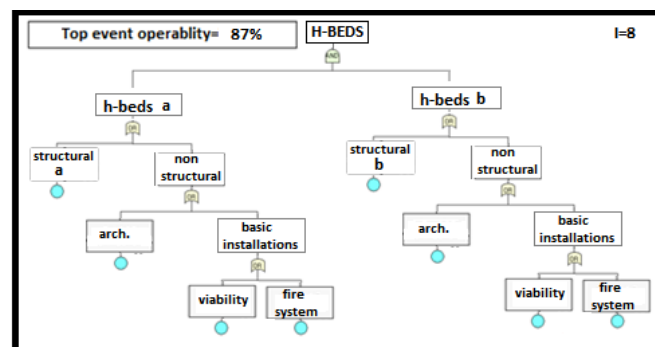 Top event operablity= 87%
H-BEDS
I=8
AND
h-beds a
h-beds b
OR
OR
structural
a
non
structural
structural
b
non
structural
OR
OR
arch.
basic
installations
arch.
basic
installations
OR
OR
viability
fire
system
viability
fire
system